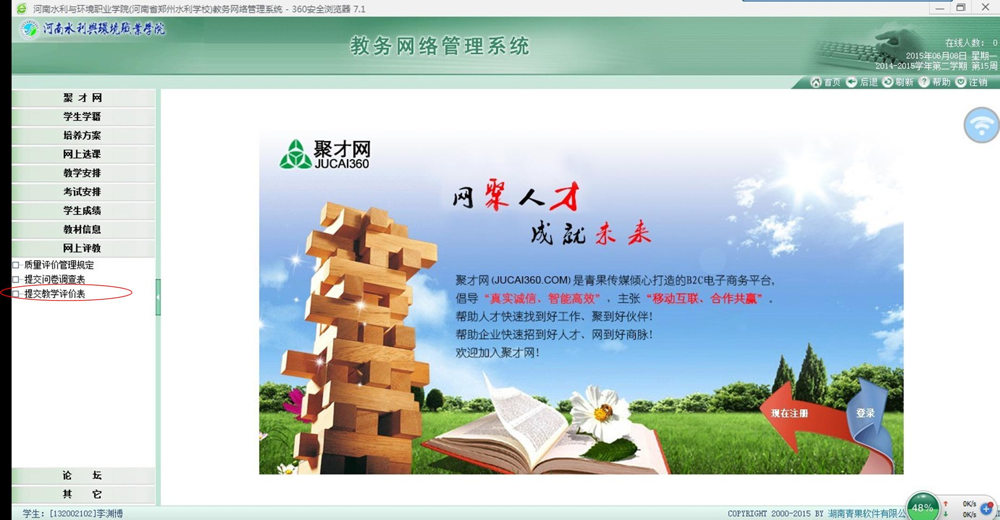 河南水利与环境职业学院(河南省郑州水利学校)教务网络管理系统 - 360安全浏览器 7.1
河南水利與環境職業學院
教务网络管理系统
在线人数： 0
2015年06月08日 星期一
2014-2015学年第二学期 第15周
首页 后退 刷新 帮助 注销
聚 才 网
学生学籍
培养方案
网上选课
教学安排
考试安排
学生成绩
教材信息
网上评教
质量评价管理规定
提交问卷调查表
提交教学评价表
论 坛
其 它
聚才网
JUCAI360
网聚人才
成就未来
聚才网(JUCAI360.COM)是青果传媒倾心打造的B2C电子商务平台,
倡导“真实诚信、智能高效”，主张“移动互联、合作共赢”。
帮助人才快速找到好工作、聚到好伙伴!
帮助企业快速招到好人才、网到好商脉!
欢迎加入聚才网!
现在注册
登录
学生：[132002102]李渊博
COPYRIGHT 2000-2015 BY 湖南青果软件有限公
48%
0K/s
0K/s